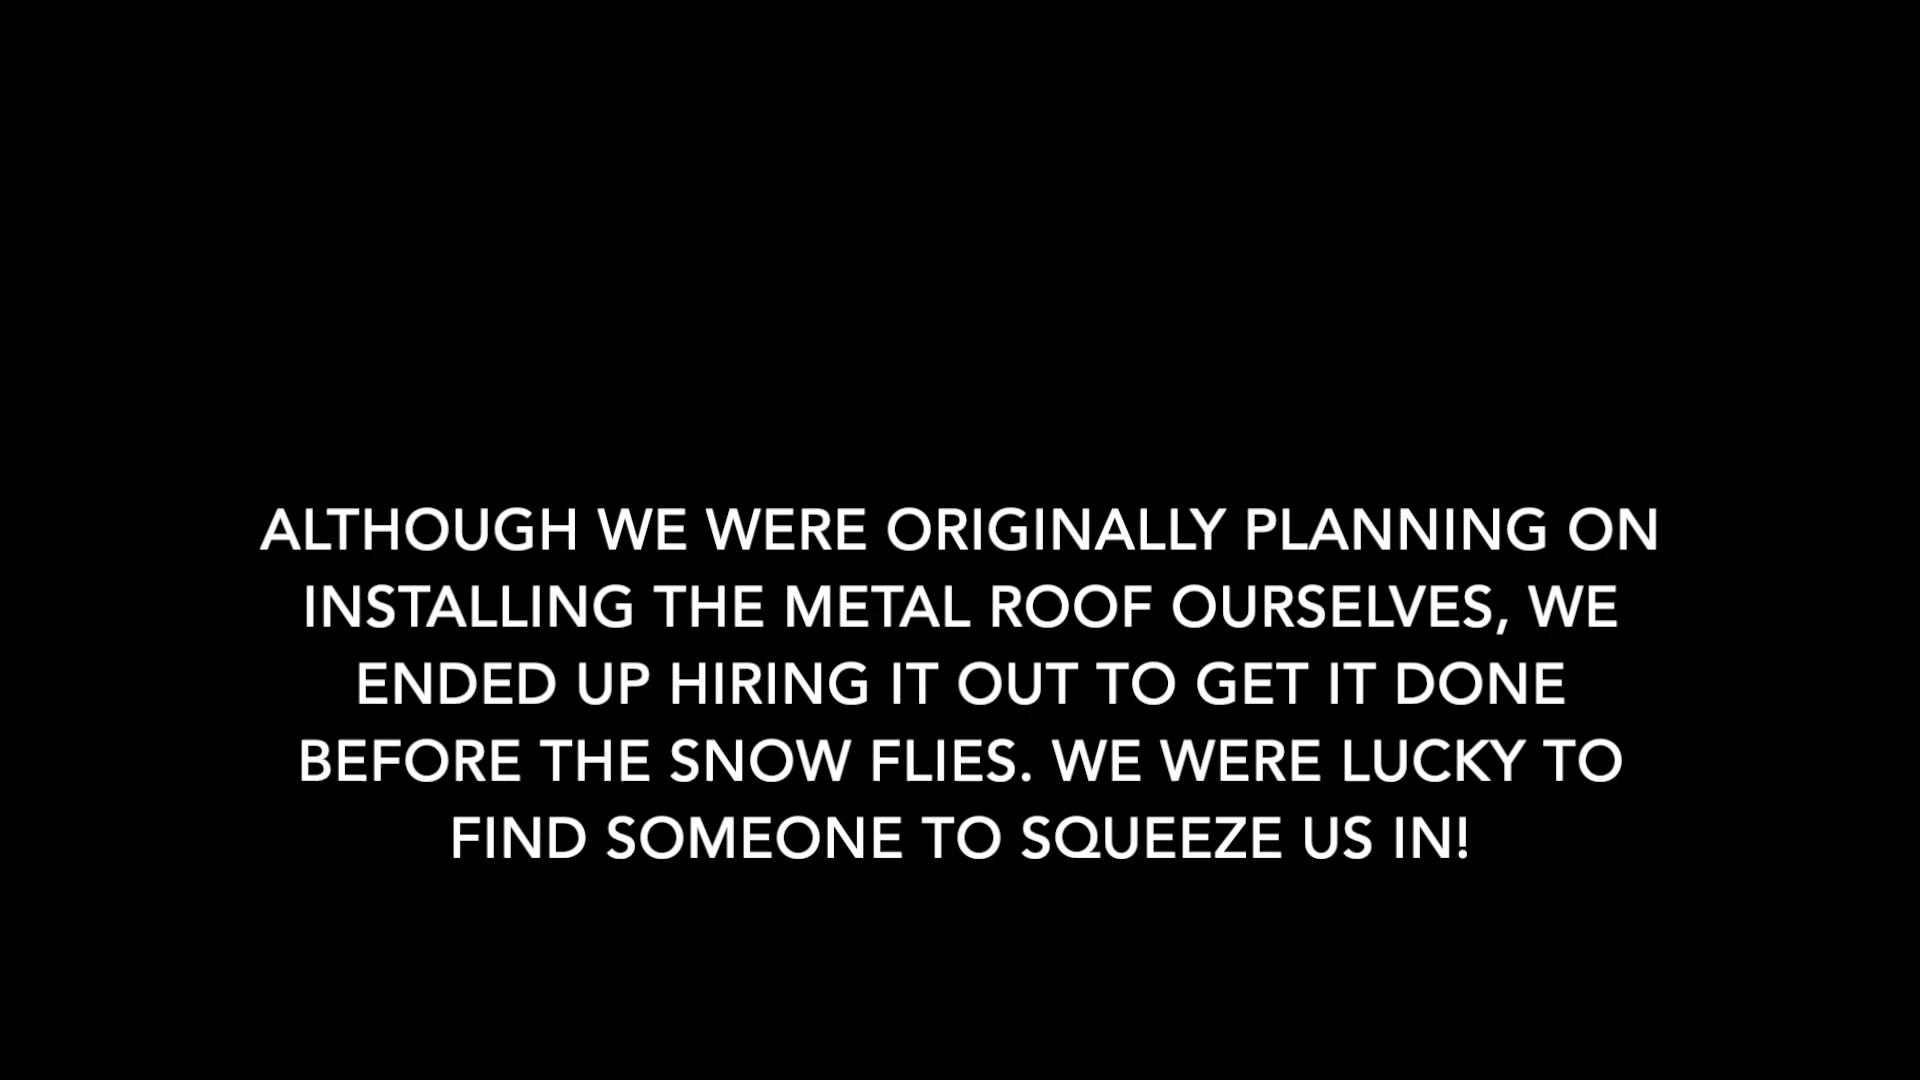 ALTHOUGH WE WERE ORIGINALLY PLANNING ON
INSTALLING THE METAL ROOF OURSELVES, WE
ENDED UP HIRING IT OUT TO GET IT DONE
BEFORE THE SNOW FLIES. WE WERE LUCKY TO
FIND SOMEONE TO SQUEEZE US IN!